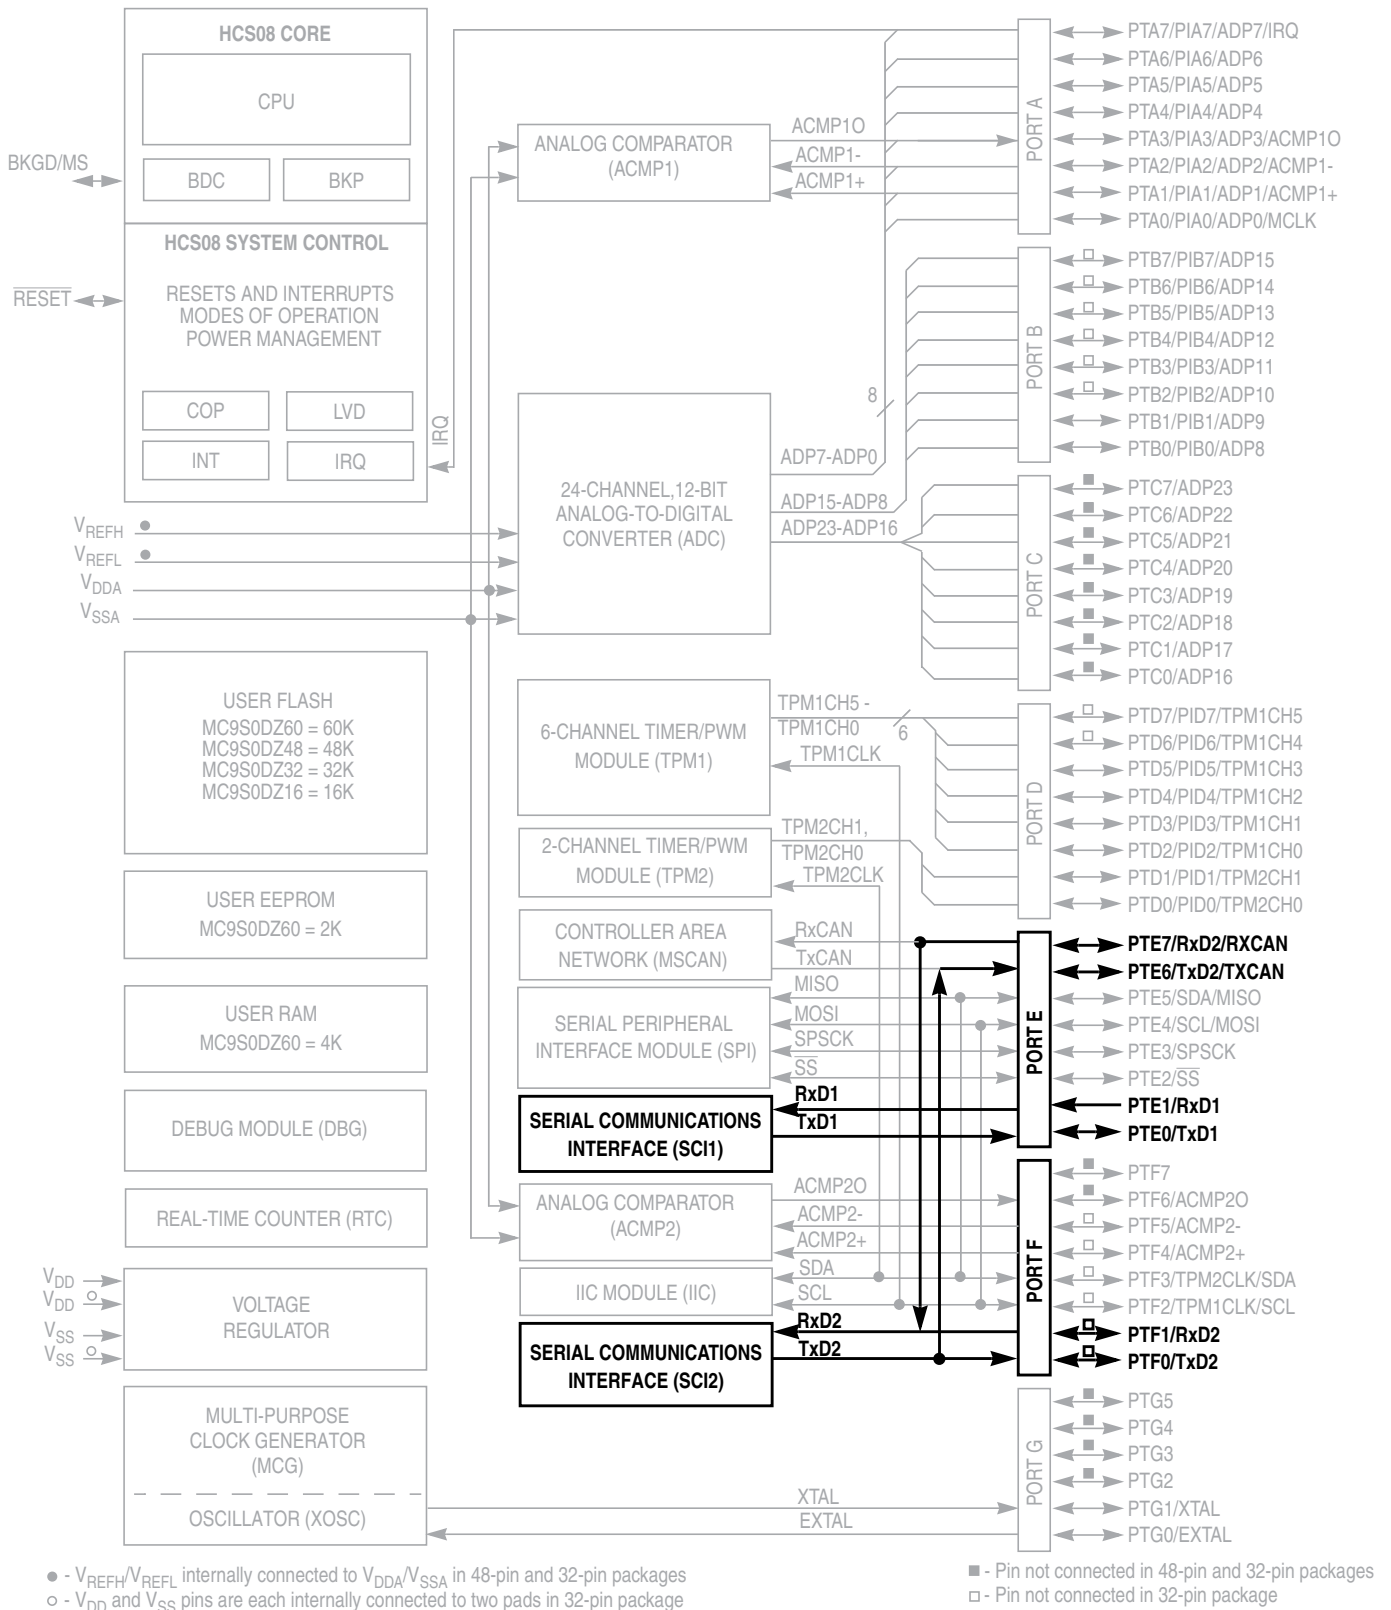 HCS08 CORE
CPU
BDC
BKP
BKGD/MS
HCS08 SYSTEM CONTROL
RESETS AND INTERRUPTS
MODES OF OPERATION
POWER MANAGEMENT
COP
LVD
INT
IRQ
RESET
IRQ
VREFH
VREFL
VDDA
VSSA
USER FLASH
MC9S0DZ60 = 60K
MC9S0DZ48 = 48K
MC9S0DZ32 = 32K
MC9S0DZ16 = 16K
USER EEPROM
MC9S0DZ60 = 2K
USER RAM
MC9S0DZ60 = 4K
DEBUG MODULE (DBG)
REAL-TIME COUNTER (RTC)
VDD
VDD
VSS
VSS
VOLTAGE
REGULATOR
MULTI-PURPOSE
CLOCK GENERATOR
(MCG)
OSCILLATOR (XOSC)
ANALOG COMPARATOR
(ACMP1)
ACMP1O
ACMP1-
ACMP1+
24-CHANNEL,12-BIT
ANALOG-TO-DIGITAL
CONVERTER (ADC)
8
ADP7-ADP0
ADP15-ADP8
ADP23-ADP16
6-CHANNEL TIMER/PWM
MODULE (TPM1)
TPM1CH5 -
TPM1CH0
6
TPM1CLK
2-CHANNEL TIMER/PWM
MODULE (TPM2)
TPM2CH1,
TPM2CH0
TPM2CLK
CONTROLLER AREA
NETWORK (MSCAN)
RxCAN
TxCAN
SERIAL PERIPHERAL
INTERFACE MODULE (SPI)
MISO
MOSI
SPSCK
SS
SERIAL COMMUNICATIONS
INTERFACE (SCI1)
RxD1
TxD1
ANALOG COMPARATOR
(ACMP2)
ACMP2O
ACMP2-
ACMP2+
IIC MODULE (IIC)
SDA
SCL
SERIAL COMMUNICATIONS
INTERFACE (SCI2)
RxD2
TxD2
XTAL
EXTAL
PORT A
PTA7/PIA7/ADP7/IRQ
PTA6/PIA6/ADP6
PTA5/PIA5/ADP5
PTA4/PIA4/ADP4
PTA3/PIA3/ADP3/ACMP1O
PTA2/PIA2/ADP2/ACMP1-
PTA1/PIA1/ADP1/ACMP1+
PTA0/PIA0/ADP0/MCLK
PORT B
PTB7/PIB7/ADP15
PTB6/PIB6/ADP14
PTB5/PIB5/ADP13
PTB4/PIB4/ADP12
PTB3/PIB3/ADP11
PTB2/PIB2/ADP10
PTB1/PIB1/ADP9
PTB0/PIB0/ADP8
PORT C
PTC7/ADP23
PTC6/ADP22
PTC5/ADP21
PTC4/ADP20
PTC3/ADP19
PTC2/ADP18
PTC1/ADP17
PTC0/ADP16
PORT D
PTD7/PID7/TPM1CH5
PTD6/PID6/TPM1CH4
PTD5/PID5/TPM1CH3
PTD4/PID4/TPM1CH2
PTD3/PID3/TPM1CH1
PTD2/PID2/TPM1CH0
PTD1/PID1/TPM2CH1
PTD0/PID0/TPM2CH0
PORT E
PTE7/RxD2/RXCAN
PTE6/TxD2/TXCAN
PTE5/SDA/MISO
PTE4/SCL/MOSI
PTE3/SPSCK
PTE2/SS
PTE1/RxD1
PTE0/TxD1
PORT F
PTF7
PTF6/ACMP2O
PTF5/ACMP2-
PTF4/ACMP2+
PTF3/TPM2CLK/SDA
PTF2/TPM1CLK/SCL
PTF1/RxD2
PTF0/TxD2
PORT G
PTG5
PTG4
PTG3
PTG2
PTG1/XTAL
PTG0/EXTAL
● - VREFH/VREFL internally connected to VDDA/VSSA in 48-pin and 32-pin packages
○ - VDD and VSS pins are each internally connected to two pads in 32-pin package
■ - Pin not connected in 48-pin and 32-pin packages
□ - Pin not connected in 32-pin package